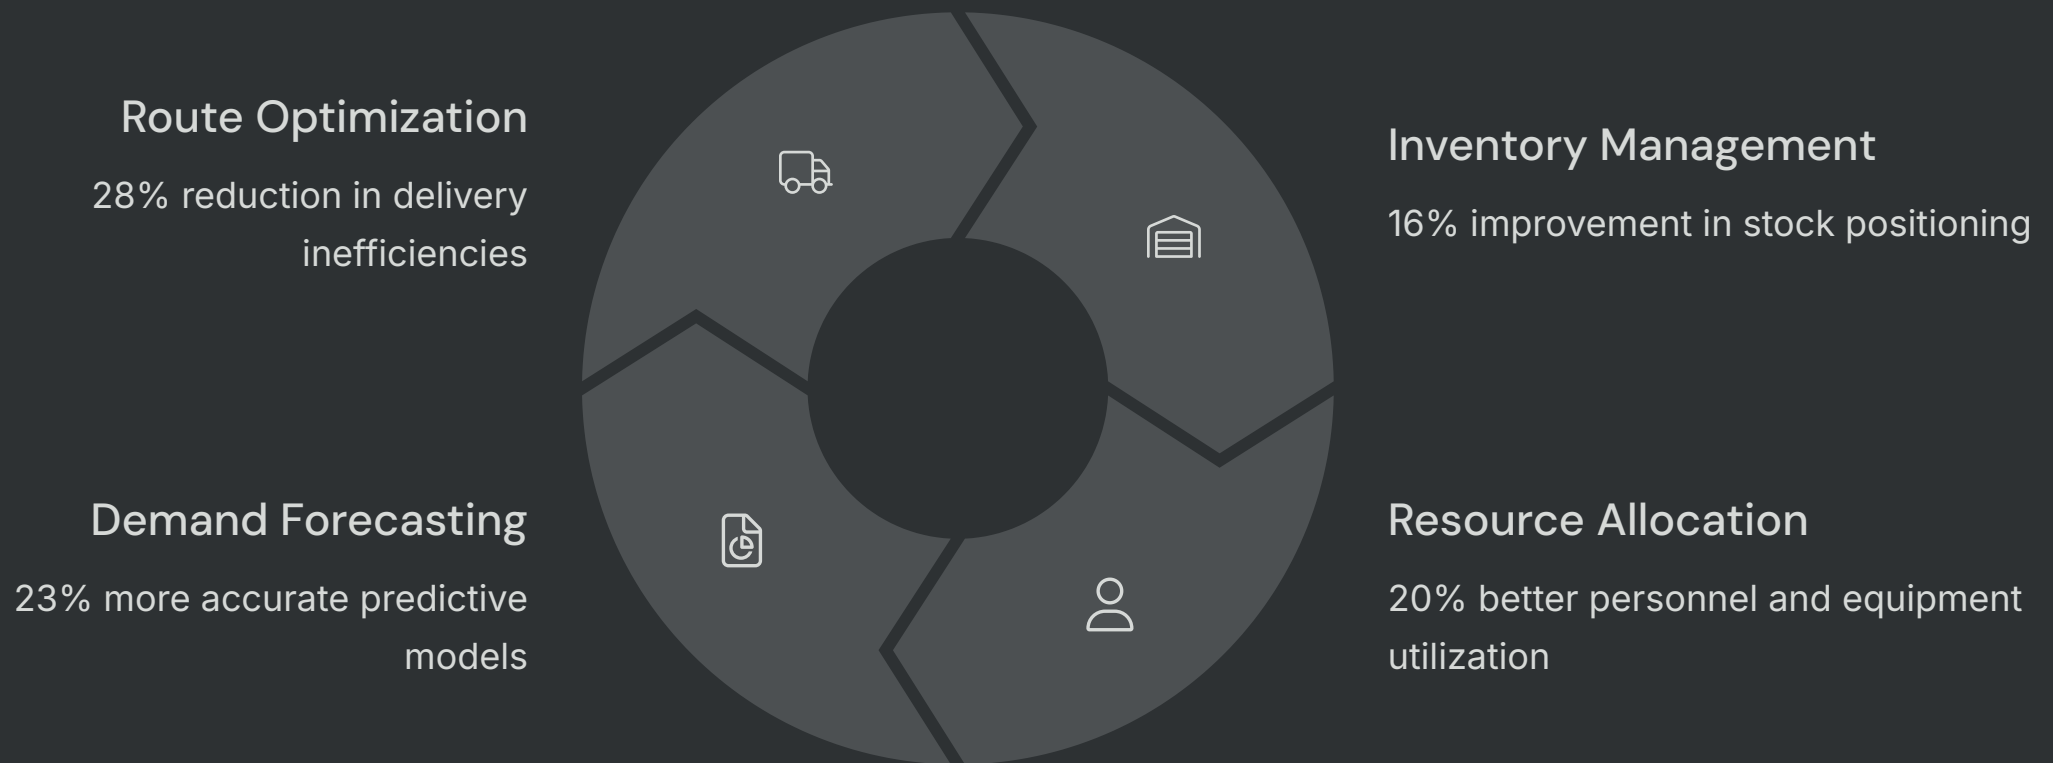 Route Optimization
28% reduction in delivery
inefficiencies
Inventory Management
16% improvement in stock positioning
Demand Forecasting
23% more accurate predictive
models
Resource Allocation
20% better personnel and equipment
utilization